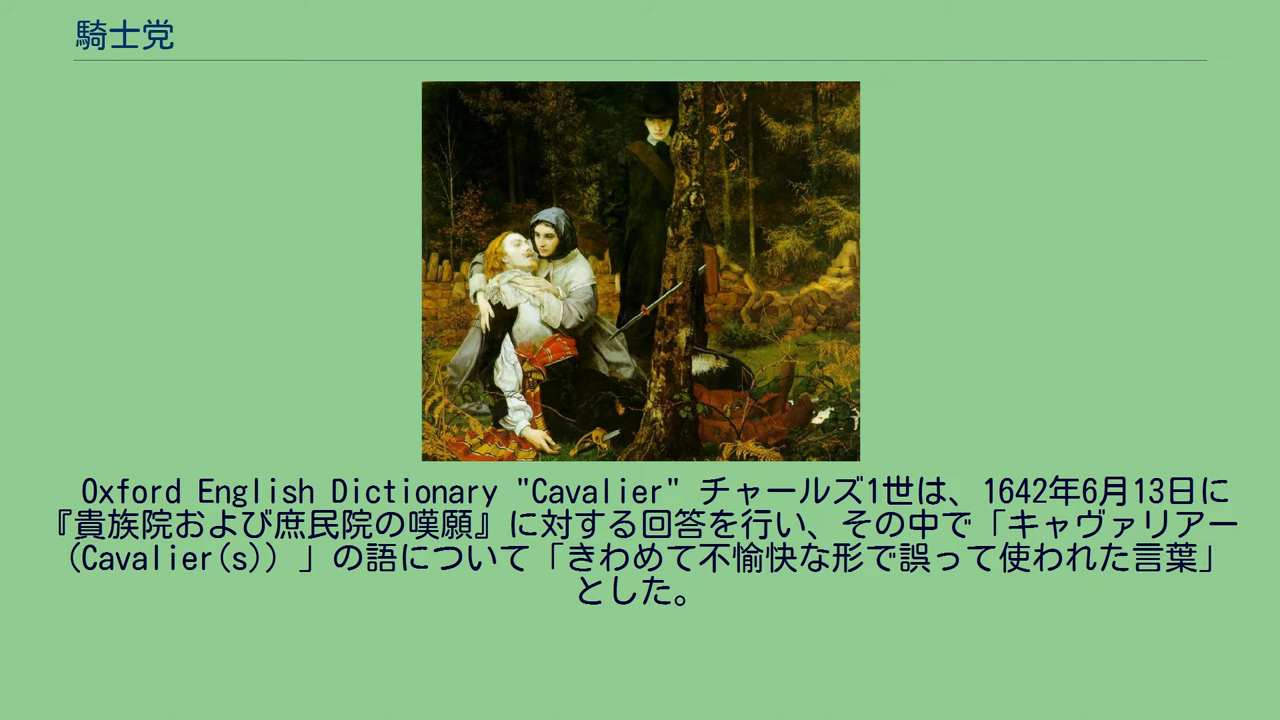 騎士党
Oxford English Dictionary "Cavalier" チャールズ1世は、1642年6月13日に
『貴族院および庶民院の嘆願』に対する回答を行い、その中で「キャヴァリアー
(Cavalier(s)) 」の語について「きわめて不愉快な形で誤って使われた言葉」
とした。